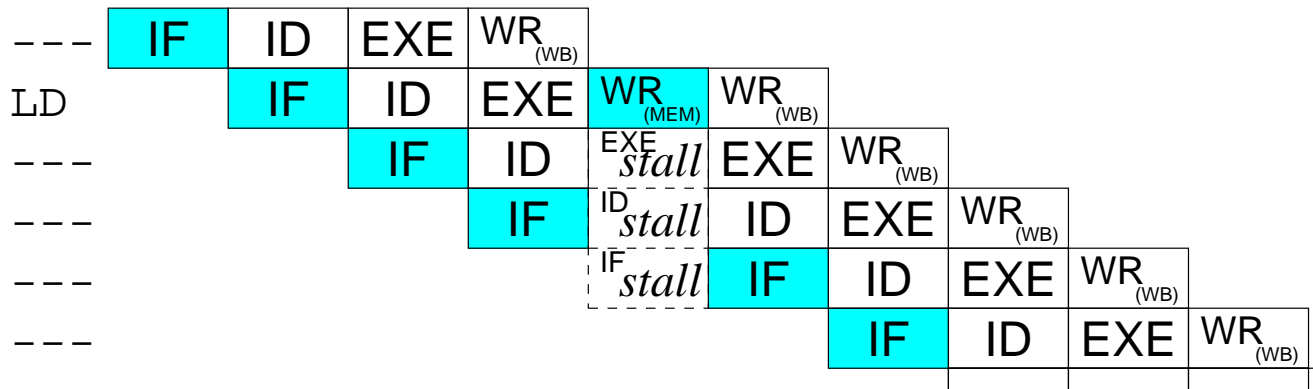 --- IF ID EXE WR (WB)
LD IF ID EXE WR (MEM) WR (WB)
--- IF ID EXE stall EXE WR (WB)
--- IF ID stall ID EXE WR (WB)
--- IF stall IF ID EXE WR (WB)
--- IF ID EXE WR (WB)